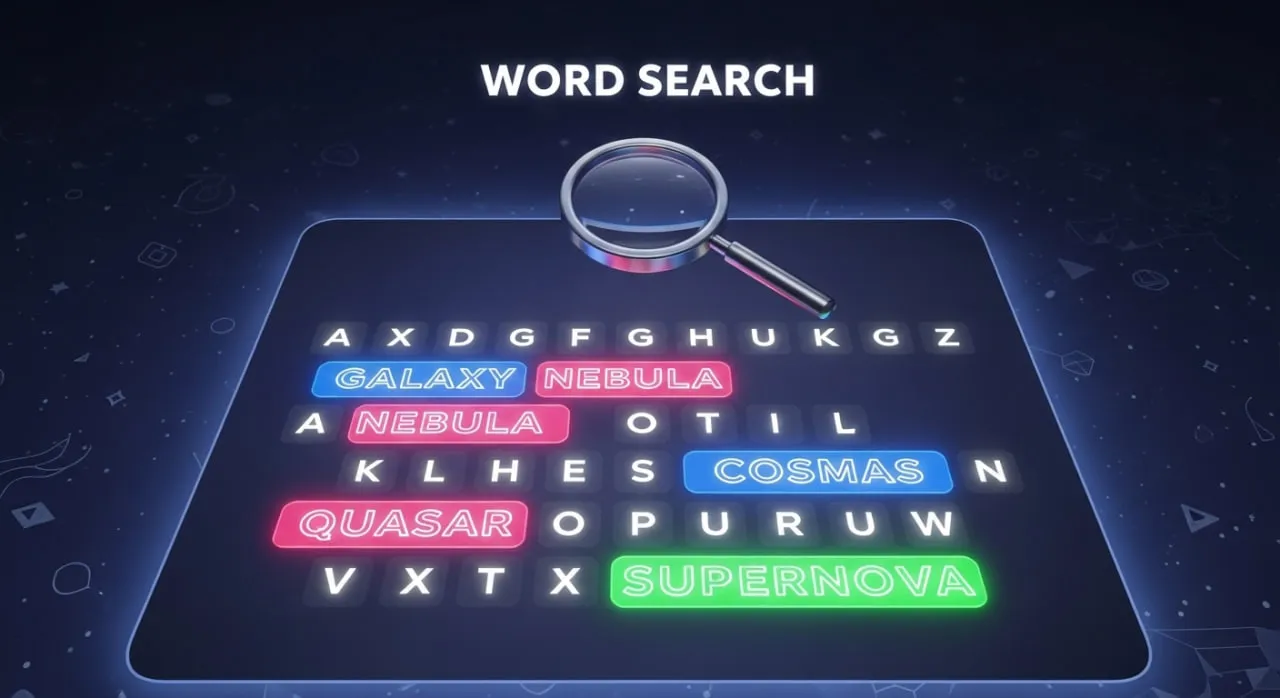 WORD SEARCH
A X D G F G H U K G Z
GALAXY NEBULA
A NEBULA O T I L
K L H E S COSMAS N
QUASAR O P U R U W
V X T X SUPERNOVA